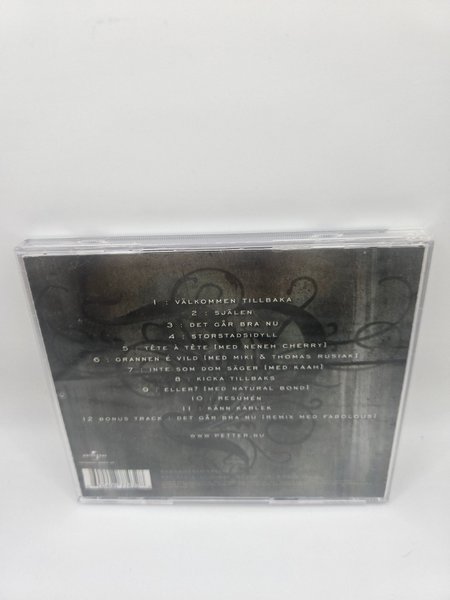 1 : VÄLKOMMEN TILLBAKA
2 : SJÄLEN
3 : DET GÅR BRA NU
4 : STORSTADSIDYLL
5 : TÊTE À TÊTE [MED NENEH CHERRY]
6 : GRANNEN É VILD [MED MIKI & THOMAS RUSIAK]
7 : INTE SOM DOM SÄGER [MED KAAH]
8 : KICKA TILLBAKS
9 : ELLER? [MED NATURAL BOND]
10 : RESUMÉN
11 : KÄNN KÄRLEK
12 BONUS TRACK : DET GÅR BRA NU [REMIX MED FABOLOUS]
WWW.PETTER.NU